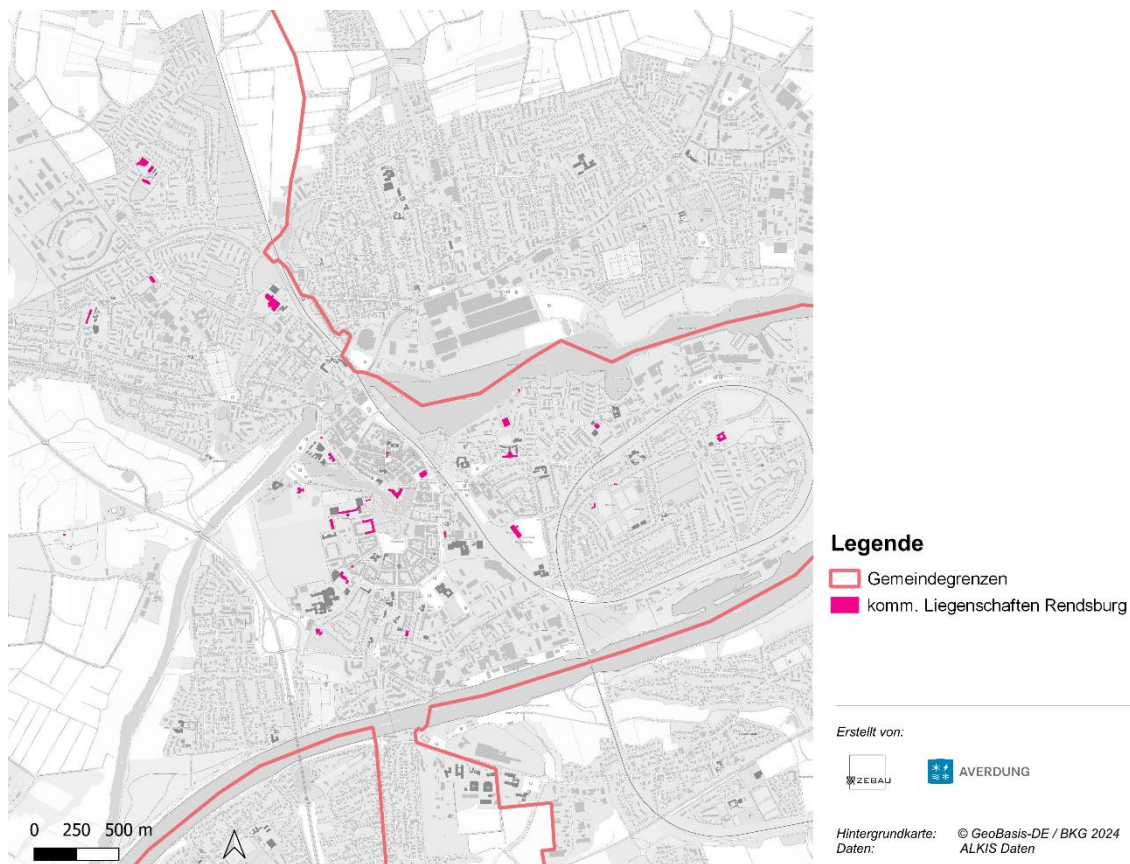 Legende
Gemeindegrenzen
komm. Liegenschaften Rendsburg
Erstellt von:
ZEBAU
AVERDUNG
Hintergrundkarte: © GeoBasis-DE / BKG 2024
Daten: ALKIS Daten
0 250 500 m